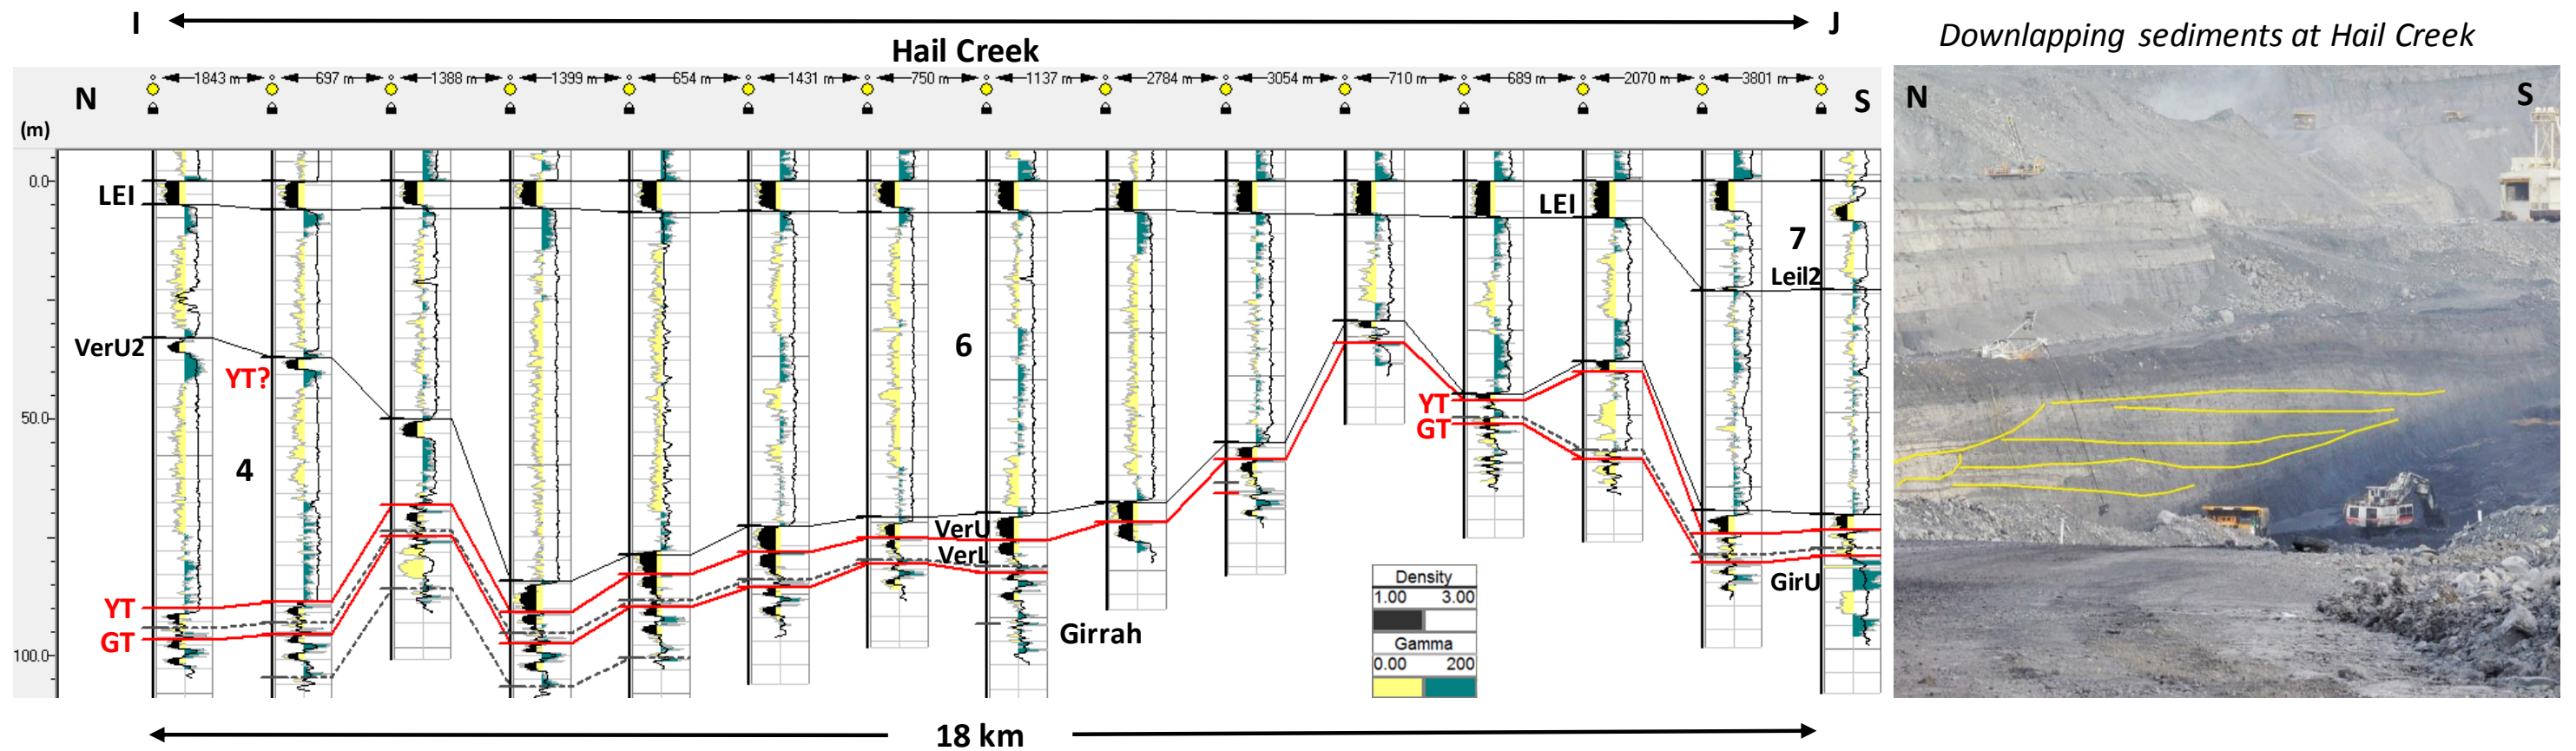 I J
Hail Creek
Downlapping sediments at Hail Creek
1843 m 697 m 1388 m 1399 m 654 m 1431 m 750 m 1137 m 2784 m 3054 m 710 m 689 m 2070 m 3801 m
N S
N S
(m)
0.0
LEI
LEI
7
Leil2
VerU2
YT?
6
50.0
YT
GT
4
VerU
VerL
GirU
YT
GT
Girrah
100.0
Density
1.00 3.00
Gamma
0.00 200
18 km